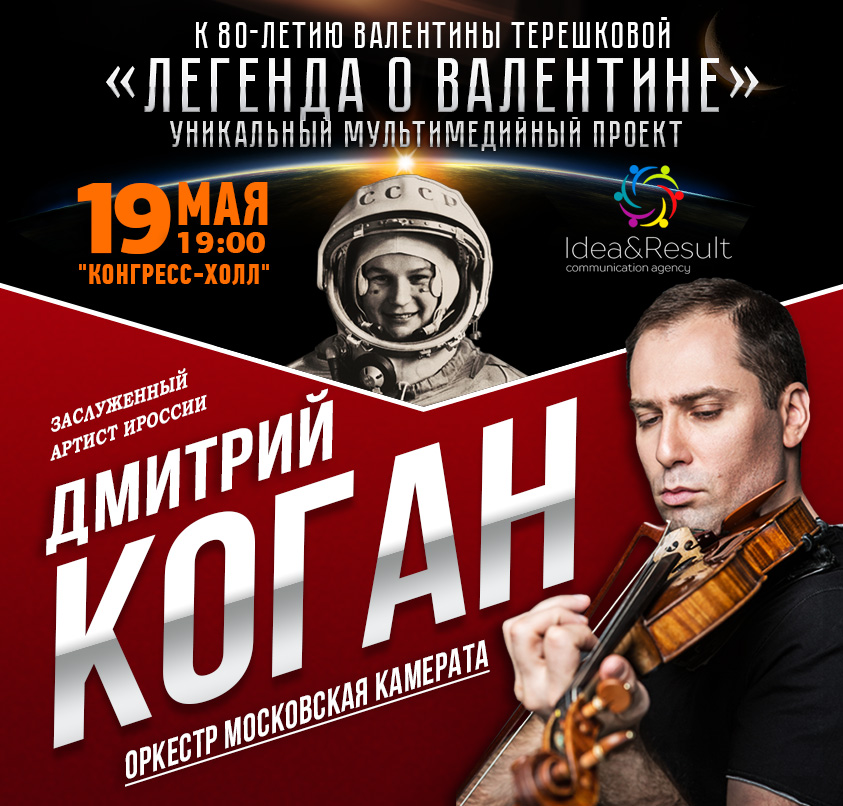 К 80-ЛЕТИЮ ВАЛЕНТИНЫ ТЕРЕШКОВОЙ
«ЛЕГЕНДА О ВАЛЕНТИНЕ»
УНИКАЛЬНЫЙ МУЛЬТИМЕДИЙНЫЙ ПРОЕКТ
19 МАЯ
19:00
"КОНГРЕСС-ХОЛЛ"
СССР
Idea&Result
communication agency
ЗАСЛУЖЕННЫЙ
АРТИСТ ИРОССИИ
ДМИТРИЙ
КОГАН
ОРКЕСТР МОСКОВСКАЯ КАМЕРАТА